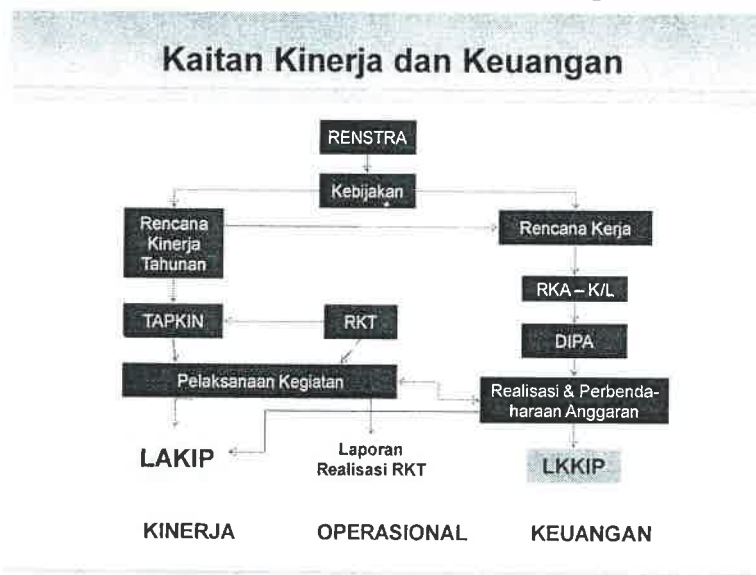 Kaitan Kinerja dan Keuangan
RENSTRA
Kebijakan
Rencana
Kinerja
Tahunan
Rencana Kerja
RKA – K/L
TAPKIN
RKT
DIPA
Pelaksanaan Kegiatan
Realisasi & Perbenda-
haraan Anggaran
LAKIP
Laporan
Realisasi RKT
LKKIP
KINERJA
OPERASIONAL
KEUANGAN